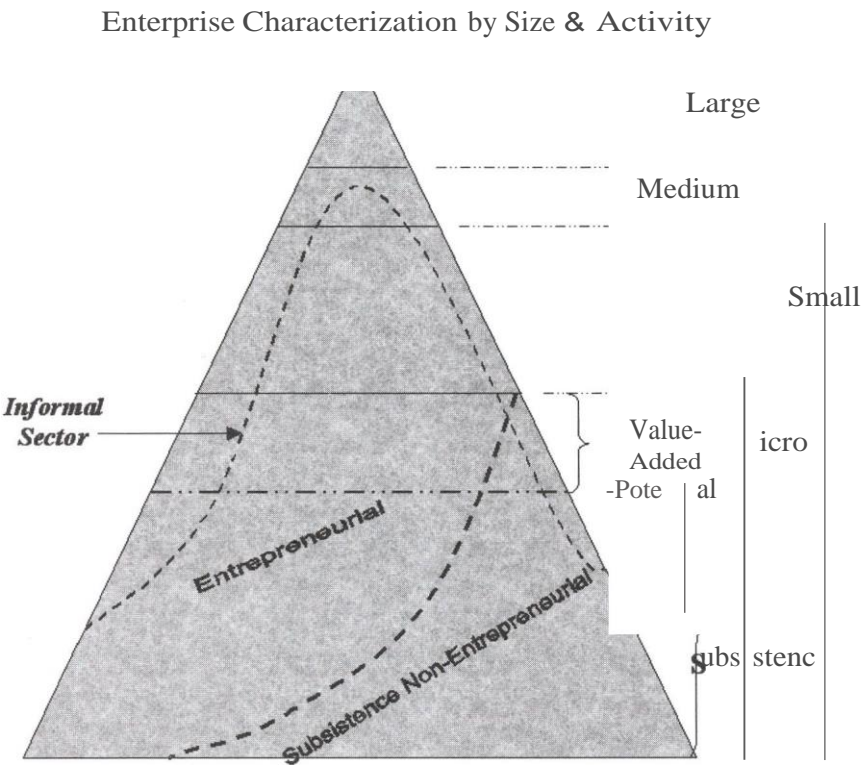 Enterprise Characterization by Size & Activity
Large
Medium
Small
Informal
Sector
Value-
Added
-Pote al
icro
Entrepreneurial
Subsistence Non-Entrepreneurial
Subs stenc